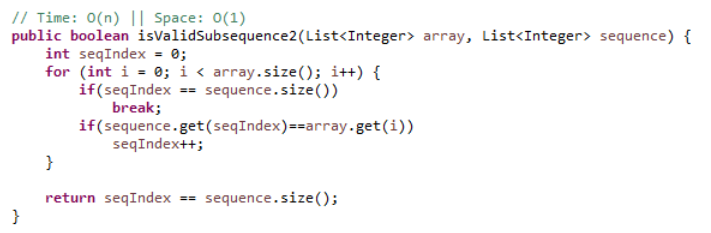 // Time: O(n) || Space: O(1)
public boolean isValidSubsequence2(List<Integer> array, List<Integer> sequence) {
    int seqIndex = 0;
    for (int i = 0; i < array.size(); i++) {
        if(seqIndex == sequence.size())
            break;
        if(sequence.get(seqIndex)==array.get(i))
            seqIndex++;
    }

    return seqIndex == sequence.size();
}